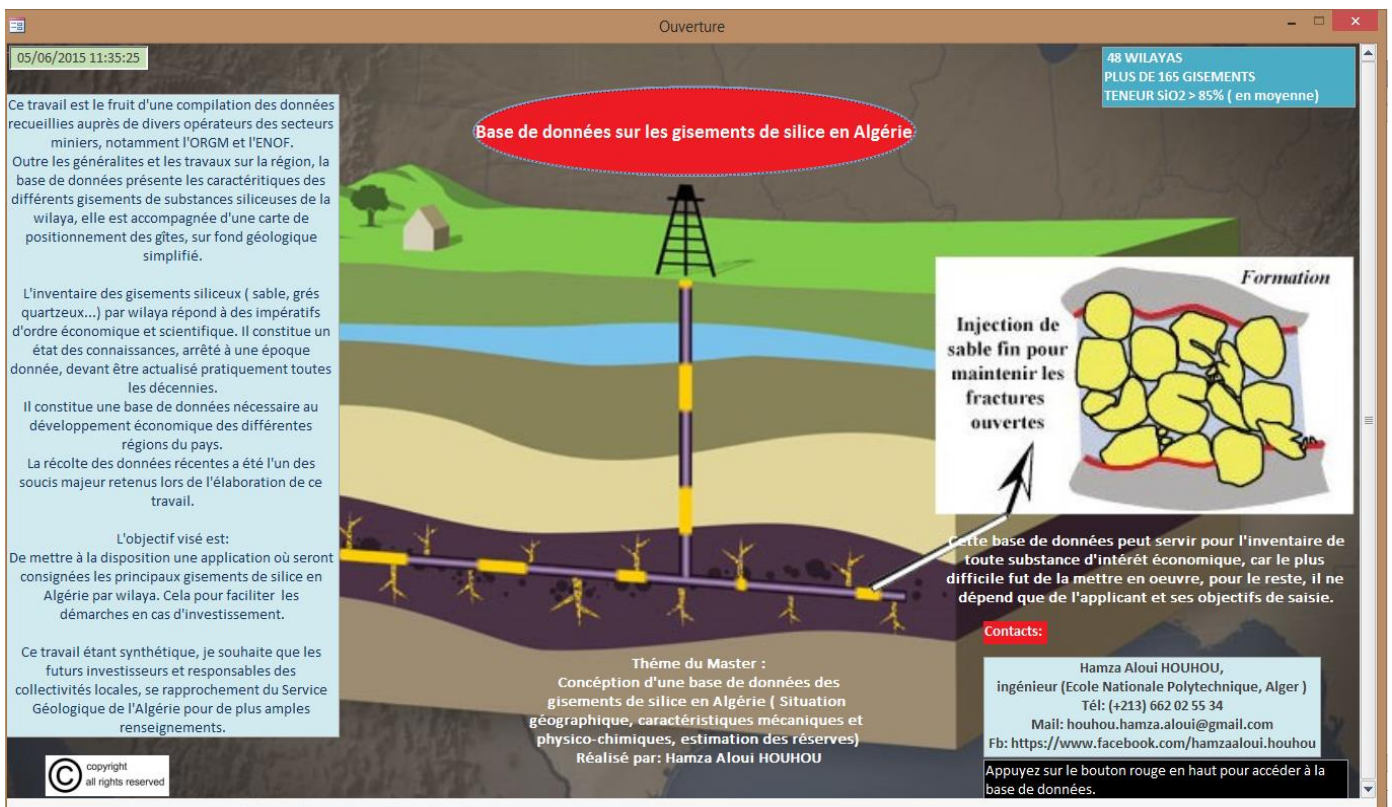 Ouverture
05/06/2015 11:35:25
48 WILAYAS
PLUS DE 165 GISEMENTS
TENEUR SiO2 > 85% ( en moyenne)
Base de données sur les gisements de silice en Algérie
Ce travail est le fruit d'une compilation des données
recueillies auprès de divers opérateurs des secteurs
miniers, notamment l'ORGM et l'ENOF.
Outre les généralites et les travaux sur la région, la
base de données présente les caractéritiques des
différents gisements de substances siliceuses de la
wilaya, elle est accompagnée d'une carte de
positionnement des gîtes, sur fond géologique
simplifié.
L'inventaire des gisements siliceux ( sable, grés
quartzeux...) par wilaya répond à des impératifs
d'ordre économique et scientifique. Il constitue un
état des connaissances, arrêté à une époque
donnée, devant être actualisé pratiquement toutes
les décennies.
Il constitue une base de données nécessaire au
développement économique des différentes
régions du pays.
La récolte des données récentes a été l'un des
soucis majeur retenus lors de l'élaboration de ce
travail.
L'objectif visé est:
De mettre à la disposition une application où seront
consignées les principaux gisements de silice en
Algérie par wilaya. Cela pour faciliter les
démarches en cas d'investissement.
Ce travail étant synthétique, je souhaite que les
futurs investisseurs et responsables des
collectivités locales, se rapprochement du Service
Géologique de l'Algérie pour de plus amples
renseignements.
copyright
all rights reserved
Formation
Injection de
sable fin pour
maintenir les
fractures
ouvertes
Cette base de données peut servir pour l'inventaire de
toute substance d'intérêt économique, car le plus
difficile fut de la mettre en oeuvre, pour le reste, il ne
dépend que de l'applicant et ses objectifs de saisie.
Théme du Master :
Concéption d'une base de données des
gisements de silice en Algérie ( Situation
géographique, caractéristiques mécaniques et
physico-chimiques, estimation des réserves)
Réalisé par: Hamza Aloui HOUHOU
Contacts:
Hamza Aloui HOUHOU,
ingénieur (Ecole Nationale Polytechnique, Alger )
Tél: (+213) 662 02 55 34
Mail: houhou.hamza.aloui@gmail.com
Fb: https://www.facebook.com/hamzaaloui.houhou
Appuyez sur le bouton rouge en haut pour accéder à la
base de données.